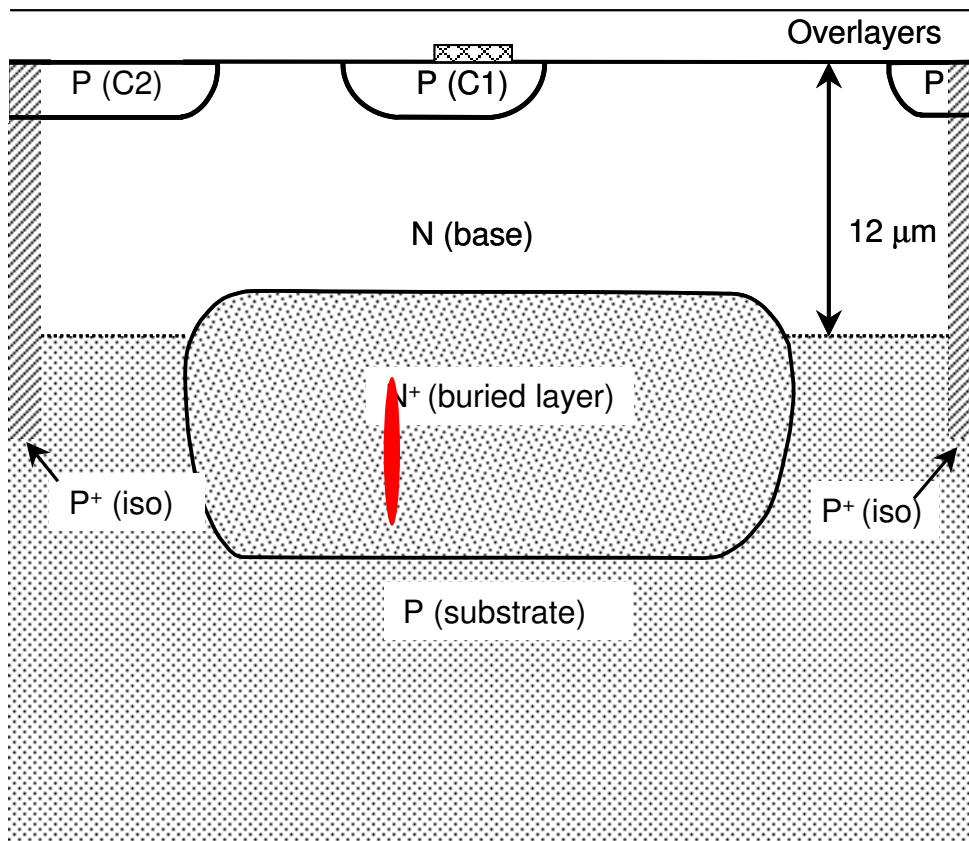 Overlayers
P (C2)
P (C1)
P
N (base)
12 μm
N⁺ (buried layer)
P⁺ (iso)
P⁺ (iso)
P (substrate)